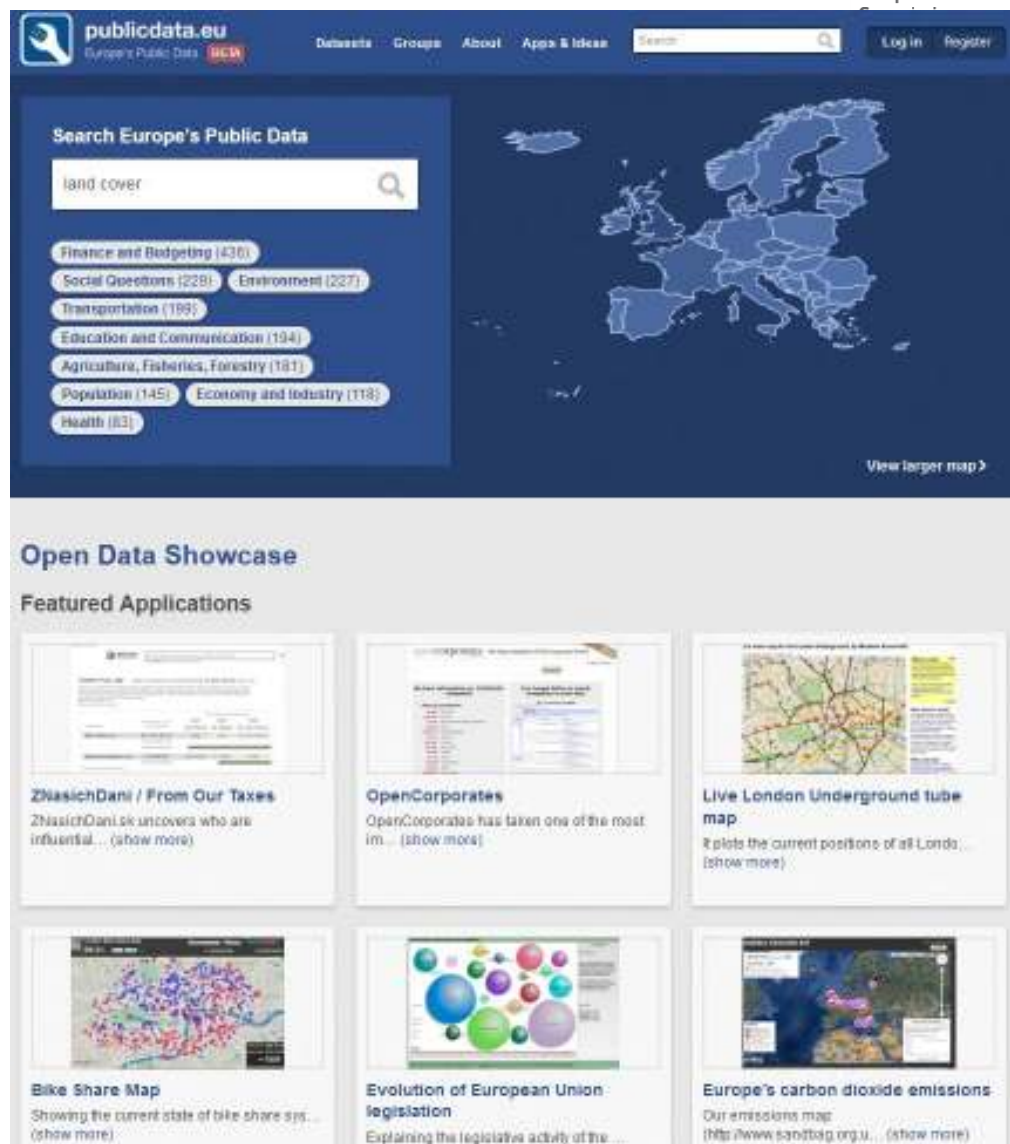 publicdata.eu
Europe's Public Data BETA
Datasets Groups About Apps & Ideas Search Log in Register
Search Europe's Public Data
land cover
Finance and Budgeting (436)
Social Questions (229) Environment (227)
Transportation (199)
Education and Communication (194)
Agriculture, Fisheries, Forestry (181)
Population (145) Economy and Industry (118)
Health (83)
View larger map
Open Data Showcase
Featured Applications
ZNasichDani / From Our Taxes
ZNasichDani.sk uncovers who are
influential... (show more)
OpenCorporates
OpenCorporates has taken one of the most
im... (show more)
Live London Underground tube
map
It plots the current positions of all Londo...
(show more)
Bike Share Map
Showing the current state of bike share sys...
(show more)
Evolution of European Union
legislation
Explaining the legislative activity of the ...
Europe's carbon dioxide emissions
Our emissions map
(http://www.sandbag.org.u... (show more)